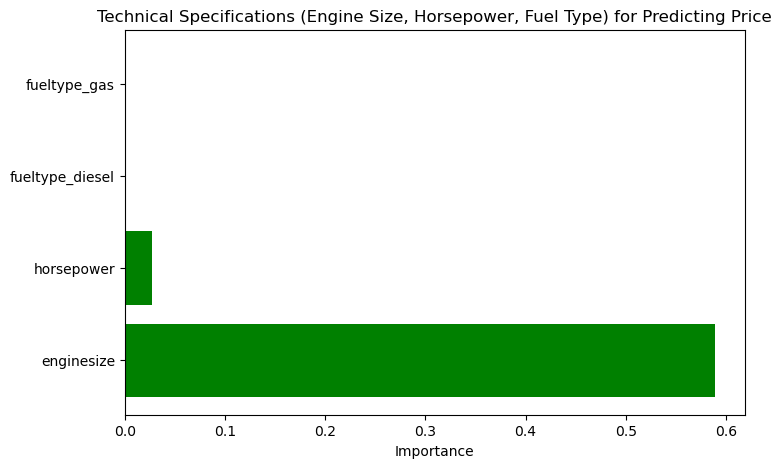 Technical Specifications (Engine Size, Horsepower, Fuel Type) for Predicting Price
fueltype_gas
fueltype_diesel
horsepower
enginesize
0.0 0.1 0.2 0.3 0.4 0.5 0.6
Importance